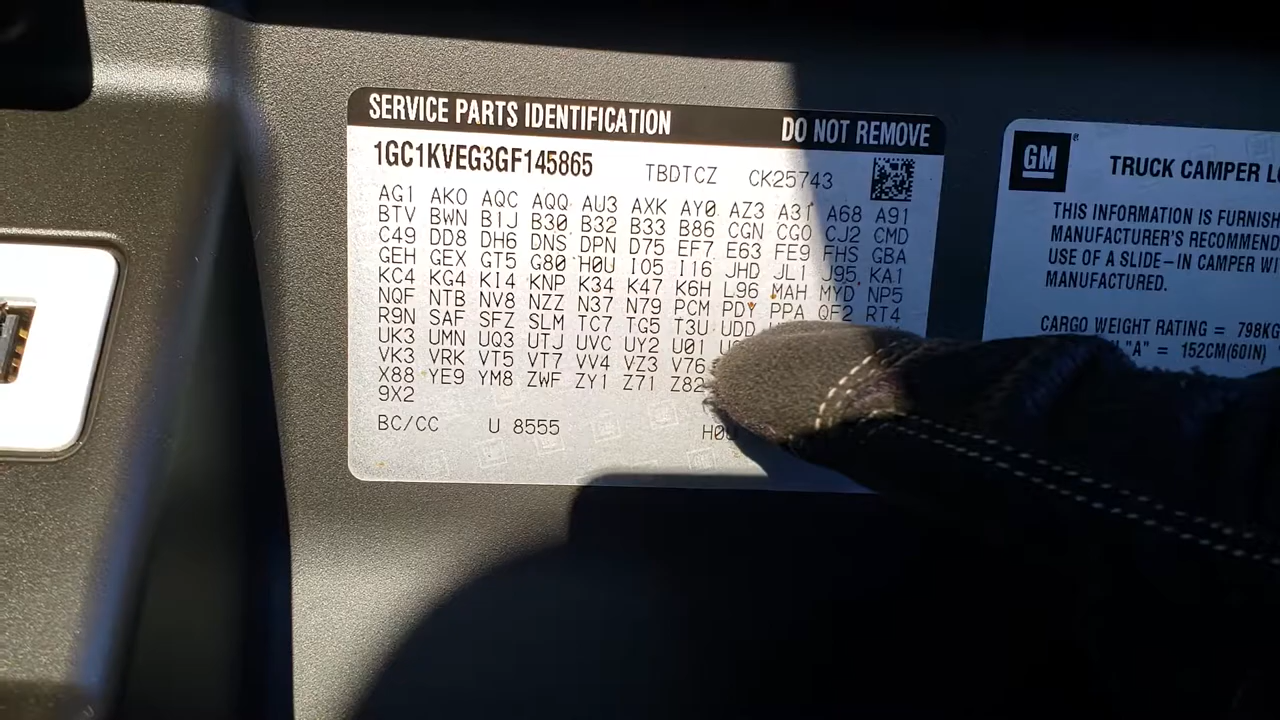 SERVICE PARTS IDENTIFICATION DO NOT REMOVE
1GC1KVEG3GF145865 TBDTCZ CK25743
AG1 AKO AQC AQQ AU3 AXK AY0 AZ3 A31 A68 A91
BTV BWN B1J B30 B32 B33 B86 CGN CGO CJ2 CMD
C49 DD8 DH6 DNS DPN D75 EF7 E63 FE9 FHS GBA
GEH GEX GT5 G80 H0U I05 I16 JHD JL1 J95 KA1
KC4 KG4 KI4 KNP K34 K47 K6H L96 MAH MYD NP5
NQF NTB NV8 NZZ N37 N79 PCM PDY PPA QF2 RT4
R9N SAF SFZ SLM TC7 TG5 T3U UDD
UK3 UMN UQ3 UTJ UVC UY2 U01
VK3 VRK VT5 VT7 VV4 VZ3 V76
X88 YE9 YM8 ZWF ZY1 Z71 Z82
9X2
BC/CC U 8555
GM
TRUCK CAMPER
THIS INFORMATION IS FURNISH
MANUFACTURER'S RECOMMEND
USE OF A SLIDE-IN CAMPER WI
MANUFACTURED.
CARGO WEIGHT RATING = 798KG
"A" = 152CM(60IN)